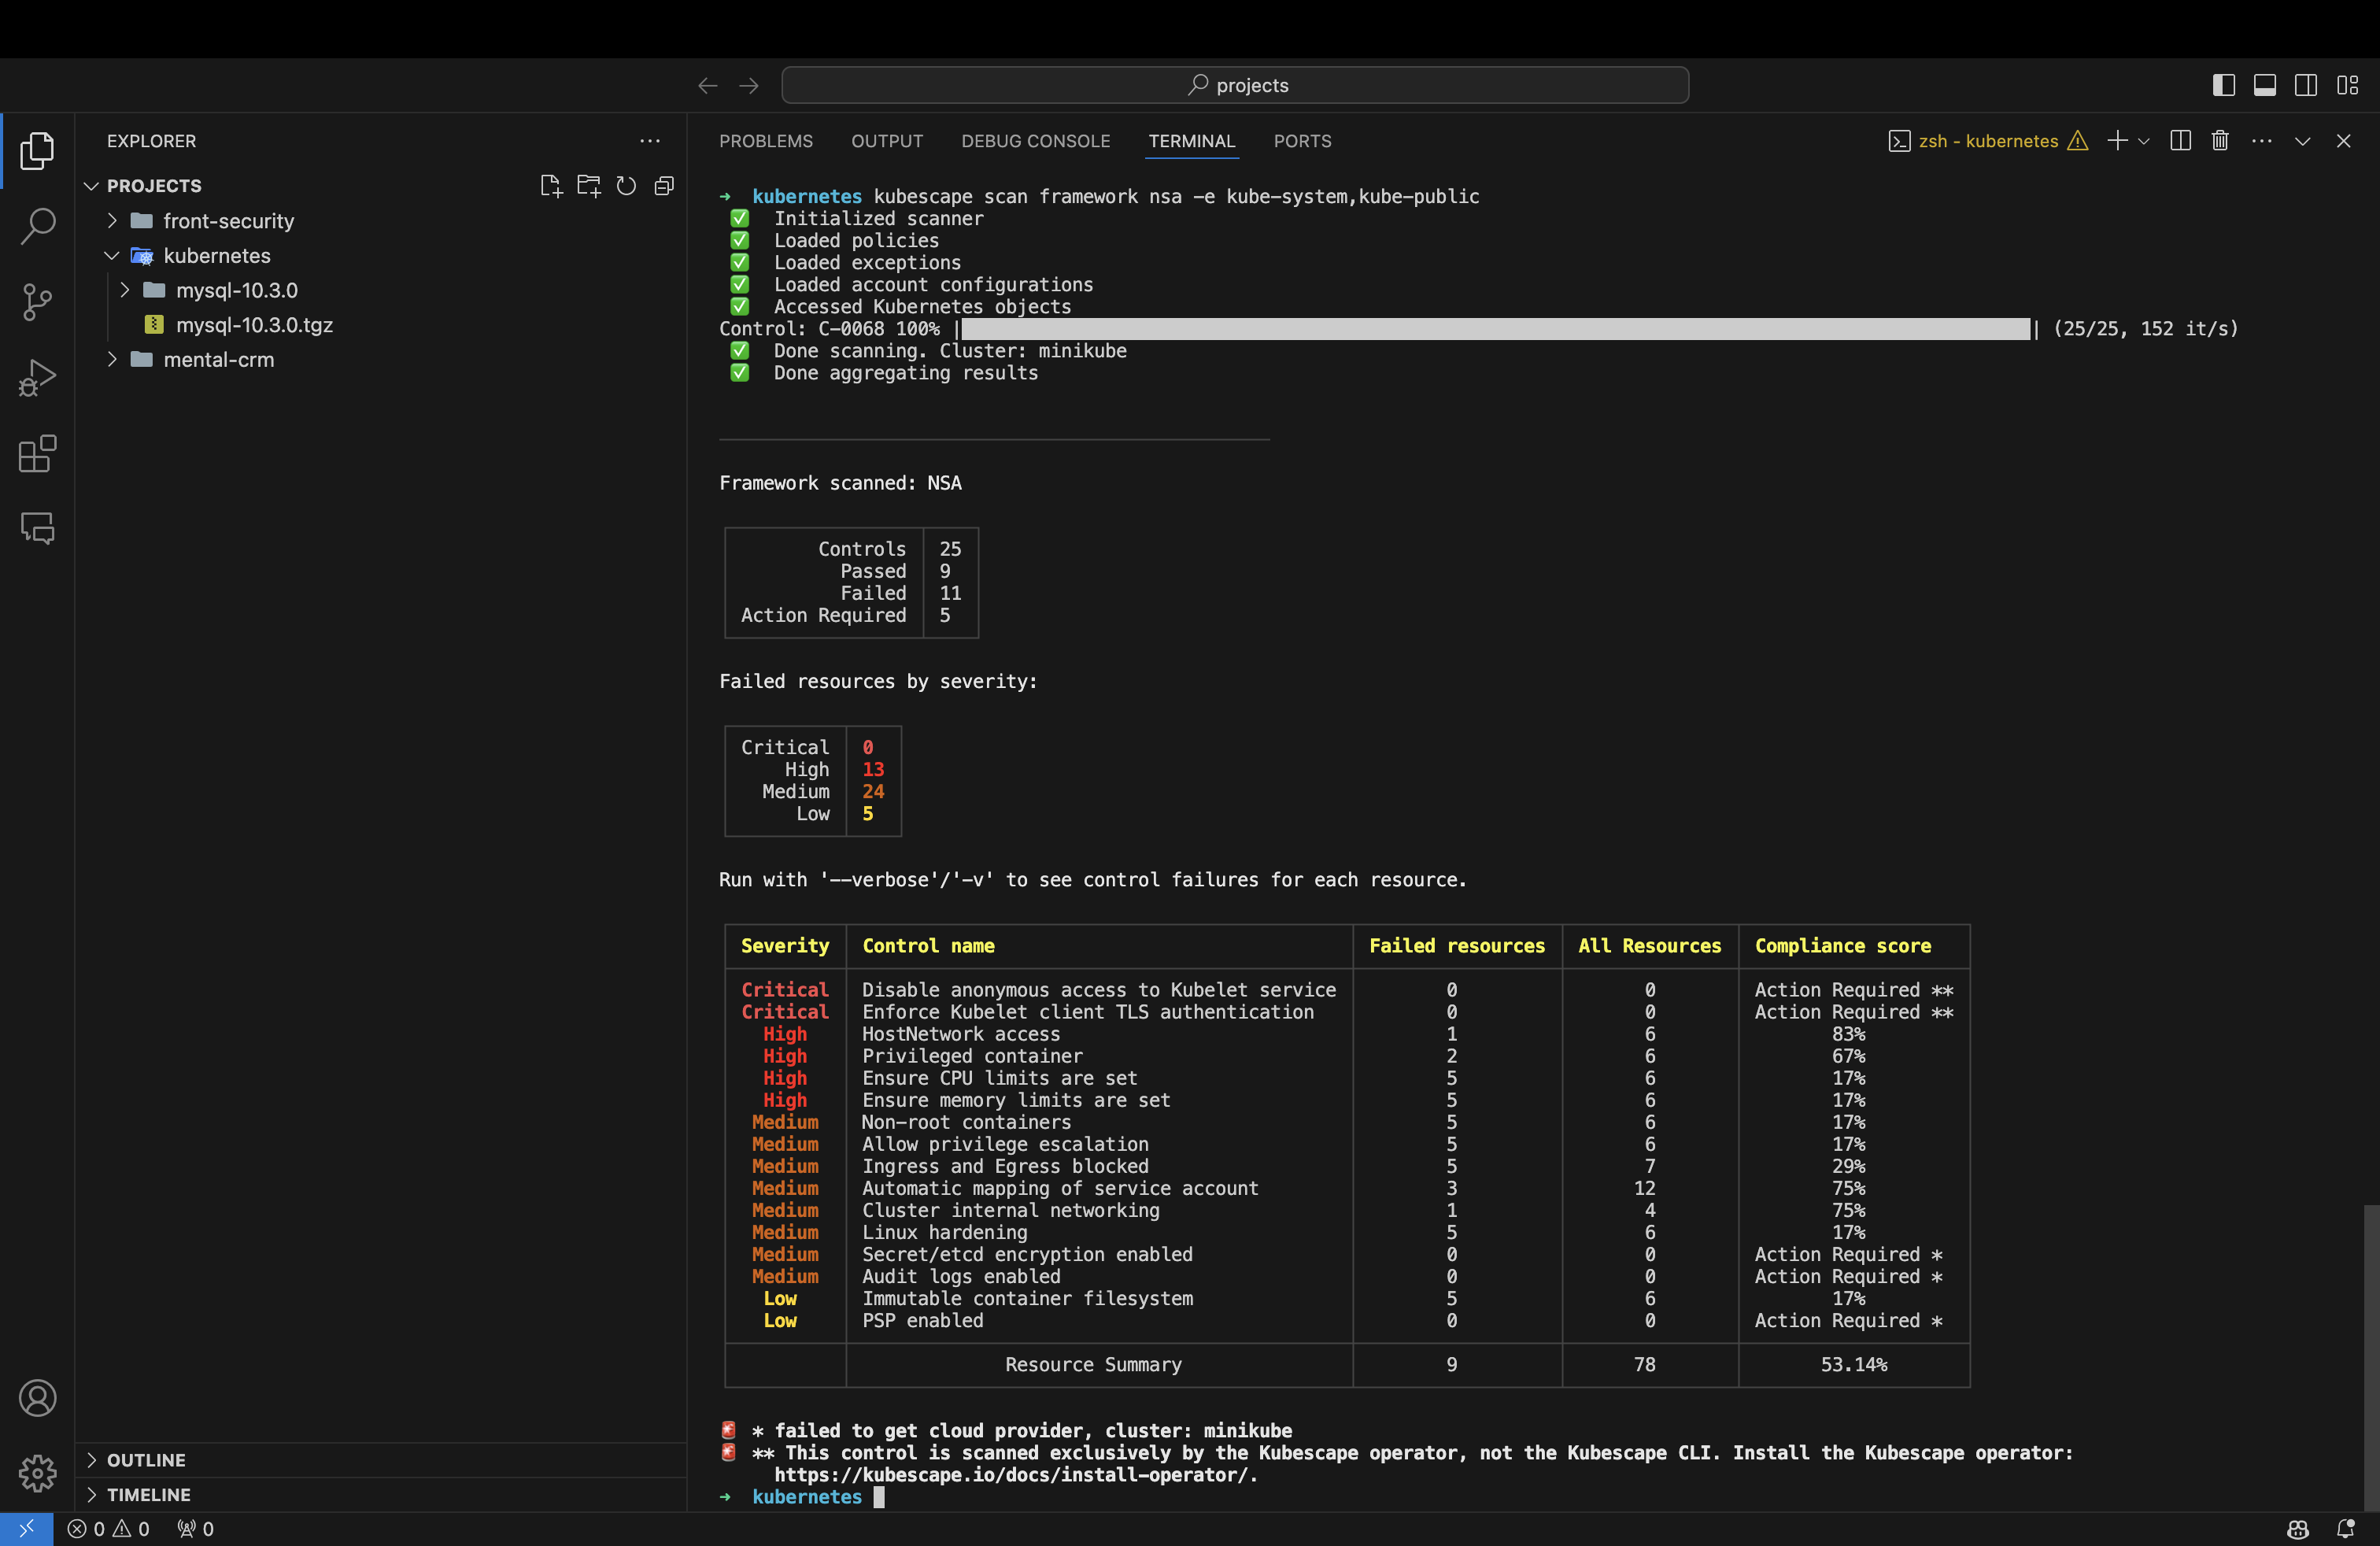 projects
EXPLORER
PROJECTS
front-security
kubernetes
mysql-10.3.0
mysql-10.3.0.tgz
mental-crm
OUTLINE
TIMELINE
PROBLEMS OUTPUT DEBUG CONSOLE TERMINAL PORTS
zsh - kubernetes
→ kubernetes kubescape scan framework nsa -e kube-system,kube-public
✅ Initialized scanner
✅ Loaded policies
✅ Loaded exceptions
✅ Loaded account configurations
✅ Accessed Kubernetes objects
Control: C-0068 100% | | (25/25, 152 it/s)
✅ Done scanning. Cluster: minikube
✅ Done aggregating results
Framework scanned: NSA
Controls 25
Passed 9
Failed 11
Action Required 5
Failed resources by severity:
Critical 0
High 13
Medium 24
Low 5
Run with '--verbose'/'-v' to see control failures for each resource.
Severity Control name Failed resources All Resources Compliance score
Critical Disable anonymous access to Kubelet service 0 0 Action Required **
Critical Enforce Kubelet client TLS authentication 0 0 Action Required **
High HostNetwork access 1 6 83%
High Privileged container 2 6 67%
High Ensure CPU limits are set 5 6 17%
High Ensure memory limits are set 5 6 17%
Medium Non-root containers 5 6 17%
Medium Allow privilege escalation 5 6 17%
Medium Ingress and Egress blocked 5 7 29%
Medium Automatic mapping of service account 3 12 75%
Medium Cluster internal networking 1 4 75%
Medium Linux hardening 5 6 17%
Medium Secret/etcd encryption enabled 0 0 Action Required *
Medium Audit logs enabled 0 0 Action Required *
Low Immutable container filesystem 5 6 17%
Low PSP enabled 0 0 Action Required *
Resource Summary 9 78 53.14%
🚨 * failed to get cloud provider, cluster: minikube
🚨 ** This control is scanned exclusively by the Kubescape operator, not the Kubescape CLI. Install the Kubescape operator:
https://kubescape.io/docs/install-operator/.
→ kubernetes
0 0 0